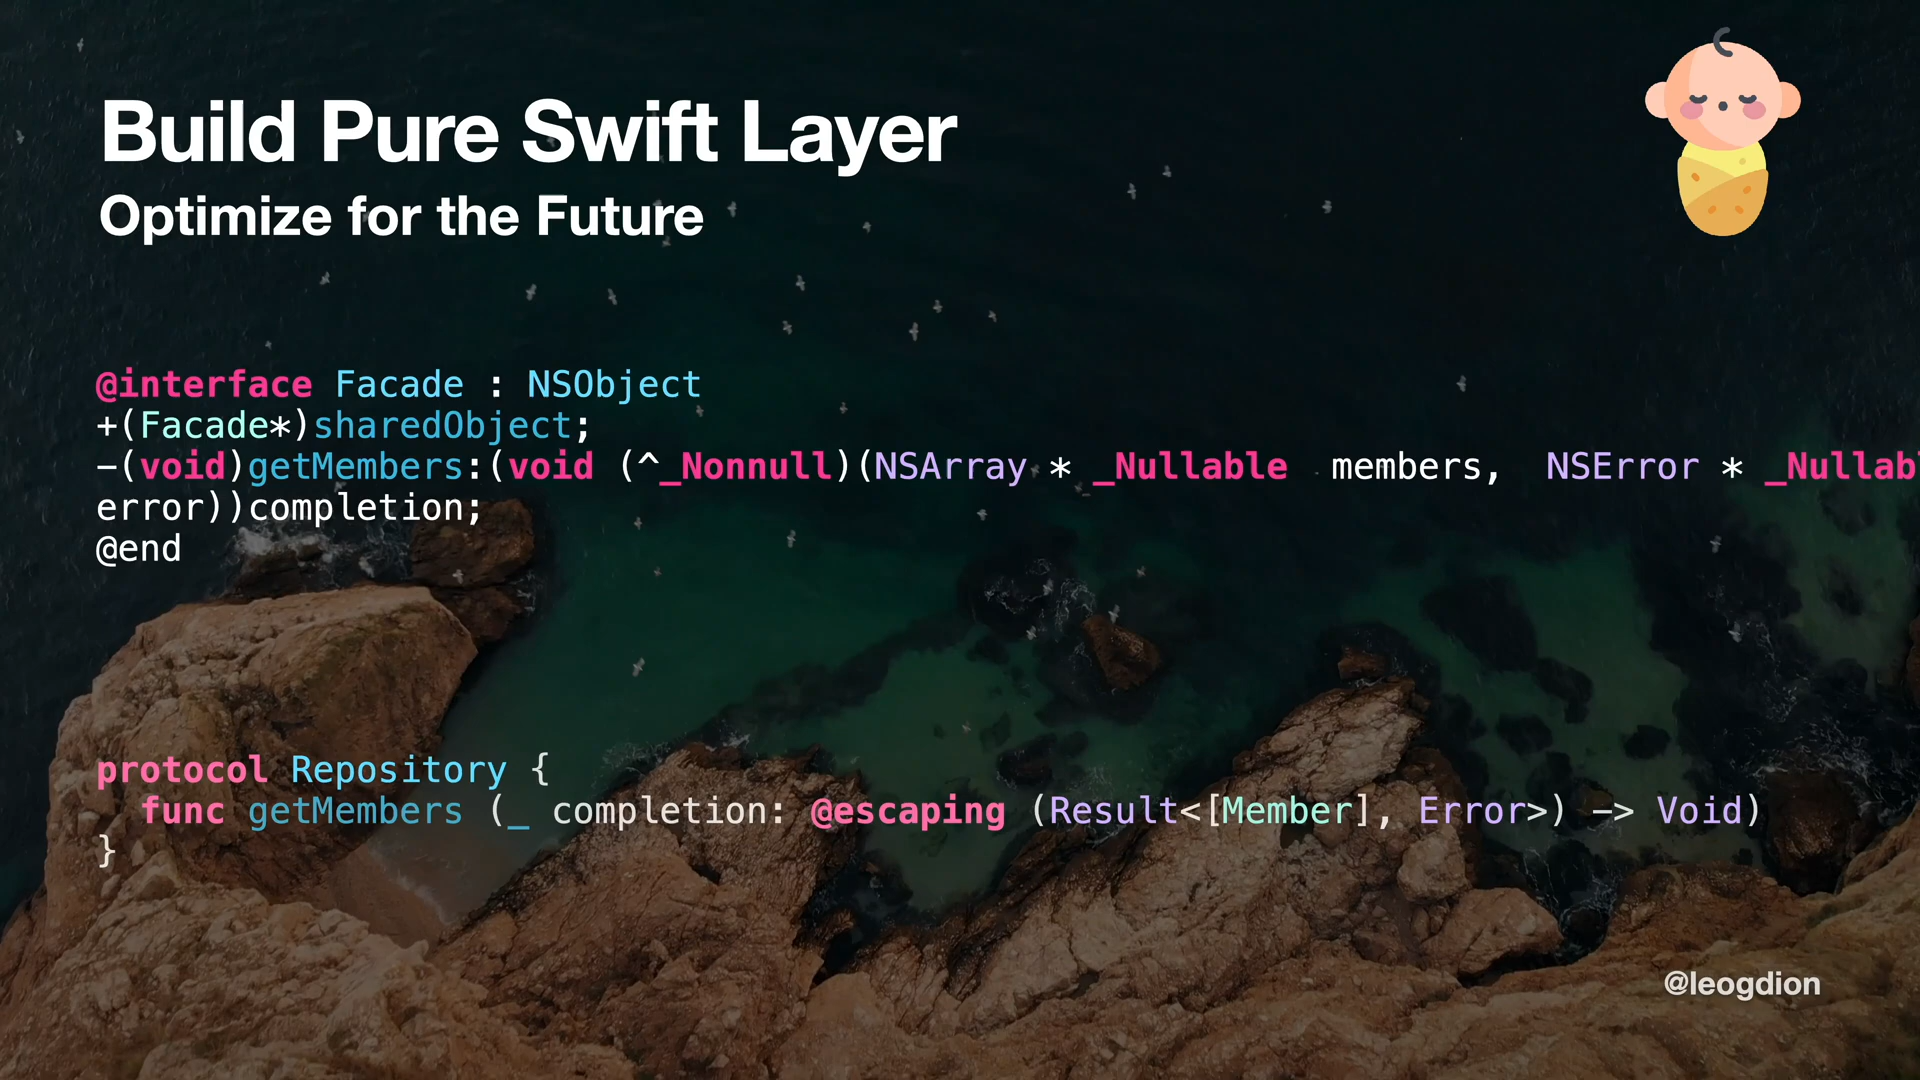 Build Pure Swift Layer
Optimize for the Future
@interface Facade : NSObject
+(Facade*)sharedObject;
-(void)getMembers:(void (^_Nonnull)(NSArray * _Nullable members, NSError * _Nullab
error))completion;
@end
protocol Repository {
  func getMembers (_ completion: @escaping (Result<[Member], Error>) -> Void)
}
@leogdion